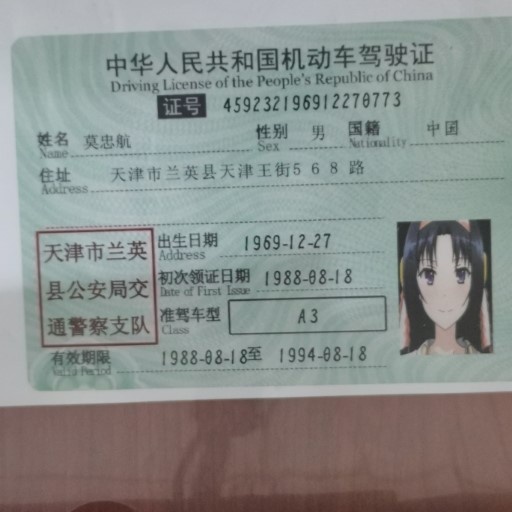 中华人民共和国机动车驾驶证
Driving License of the People's Republic of China
证号 459232196912270773
姓名 莫忠航 性别 男 国籍 中国
Name Sex Nationality
住址 天津市兰英县天津王街568路
Address
天津市兰英
县公安局交
通警察支队
出生日期 1969-12-27
Address
初次领证日期 1988-08-18
Date of First Issue
准驾车型 A3
Class
有效期限 1988-08-18至 1994-08-18
Valid Period